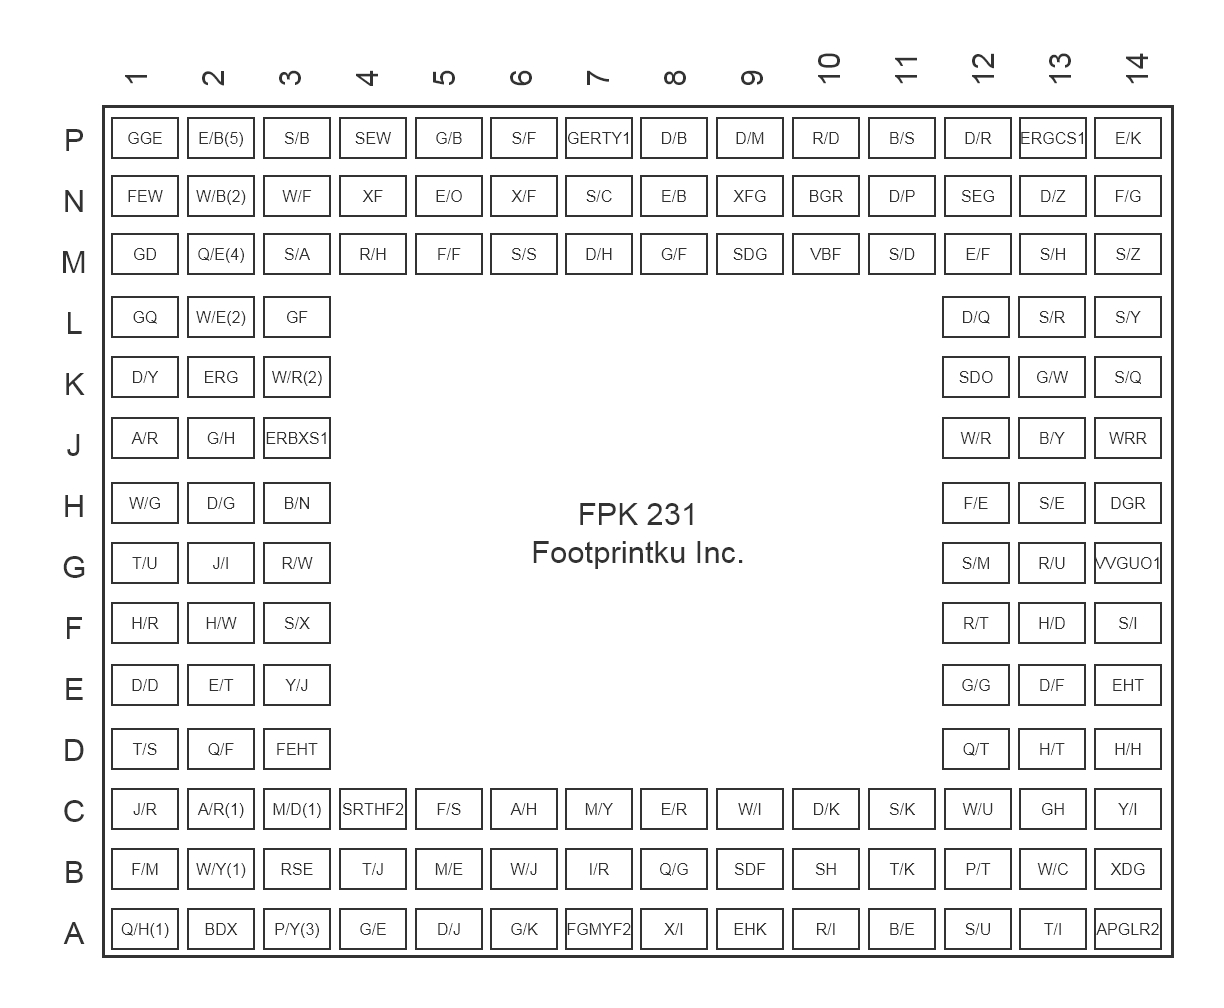 1 2 3 4 5 6 7 8 9 10 11 12 13 14
P GGE E/B(5) S/B SEW G/B S/F GERTY1 D/B D/M R/D B/S D/R ERGCS1 E/K
N FEW W/B(2) W/F XF E/O X/F S/C E/B XFG BGR D/P SEG D/Z F/G
M GD Q/E(4) S/A R/H F/F S/S D/H G/F SDG VBF S/D E/F S/H S/Z
L GQ W/E(2) GF D/Q S/R S/Y
K D/Y ERG W/R(2) SDO G/W S/Q
J A/R G/H ERBXS1 W/R B/Y WRR
H W/G D/G B/N F/E S/E DGR
FPK 231
Footprintku Inc.
G T/U J/I R/W S/M R/U VVGUO1
F H/R H/W S/X R/T H/D S/I
E D/D E/T Y/J G/G D/F EHT
D T/S Q/F FEHT Q/T H/T H/H
C J/R A/R(1) M/D(1) SRTHF2 F/S A/H M/Y E/R W/I D/K S/K W/U GH Y/I
B F/M W/Y(1) RSE T/J M/E W/J I/R Q/G SDF SH T/K P/T W/C XDG
A Q/H(1) BDX P/Y(3) G/E D/J G/K FGMYF2 X/I EHK R/I B/E S/U T/I APGLR2